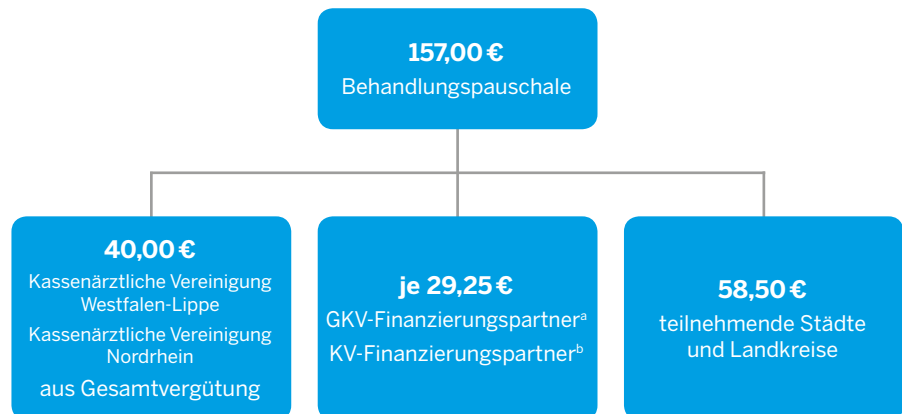 157,00 €
Behandlungspauschale
40,00 €
Kassenärztliche Vereinigung
Westfalen-Lippe
Kassenärztliche Vereinigung
Nordrhein
aus Gesamtvergütung
je 29,25 €
GKV-Finanzierungspartnerᵃ
KV-Finanzierungspartnerᵇ
58,50 €
teilnehmende Städte
und Landkreise